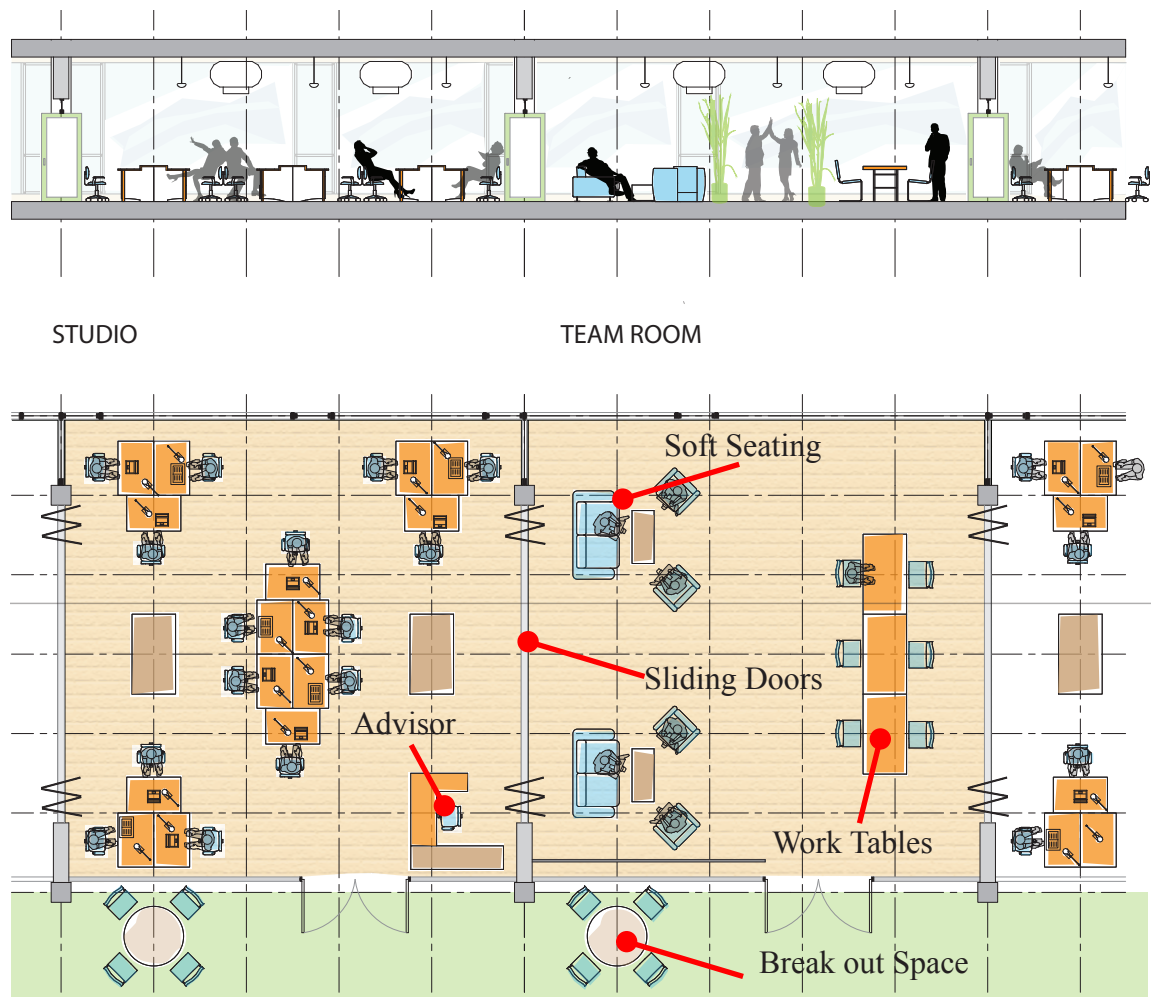 STUDIO
TEAM ROOM
Soft Seating
Sliding Doors
Advisor
Work Tables
Break out Space